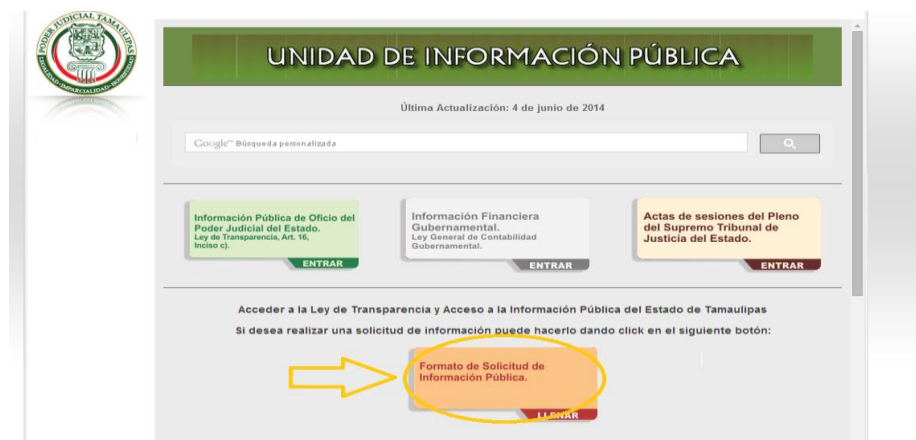 PODER JUDICIAL TAMAULIPAS
LEGALIDAD-IMPARCIALIDAD-HONESTIDAD
UNIDAD DE INFORMACIÓN PÚBLICA
Última Actualización: 4 de junio de 2014
Google™ Búsqueda personalizada
Información Pública de Oficio del
Poder Judicial del Estado.
Ley de Transparencia, Art. 16,
Inciso c).
ENTRAR
Información Financiera
Gubernamental.
Ley General de Contabilidad
Gubernamental.
ENTRAR
Actas de sesiones del Pleno
del Supremo Tribunal de
Justicia del Estado.
ENTRAR
Acceder a la Ley de Transparencia y Acceso a la Información Pública del Estado de Tamaulipas
Si desea realizar una solicitud de información puede hacerlo dando click en el siguiente botón:
Formato de Solicitud de
Información Pública.
LLENAR